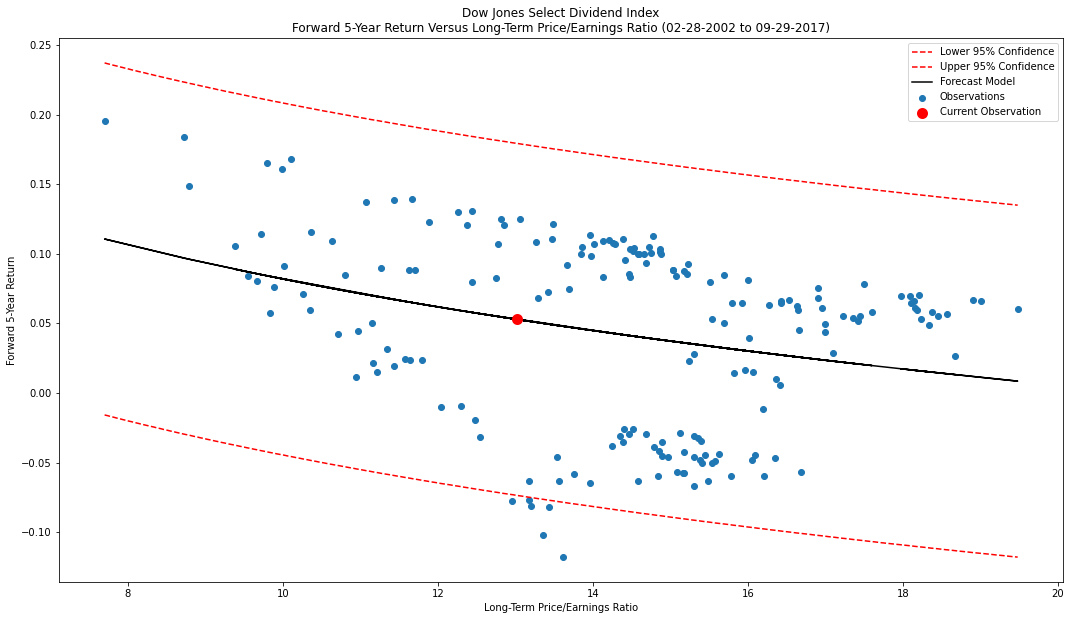 Dow Jones Select Dividend Index
Forward 5-Year Return Versus Long-Term Price/Earnings Ratio (02-28-2002 to 09-29-2017)
Lower 95% Confidence
Upper 95% Confidence
Forecast Model
Observations
Current Observation
Forward 5-Year Return
0.25
0.20
0.15
0.10
0.05
0.00
−0.05
−0.10
8 10 12 14 16 18 20
Long-Term Price/Earnings Ratio